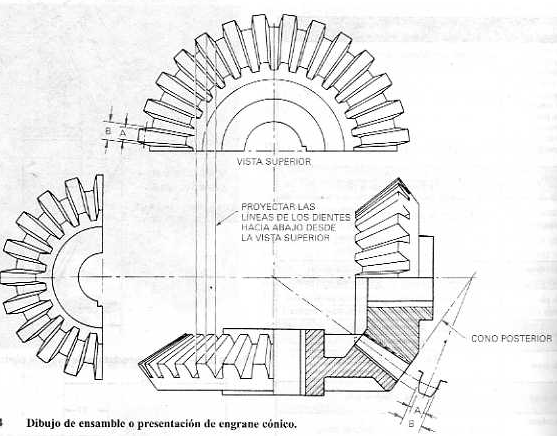 B
A
VISTA SUPERIOR
PROYECTAR LAS
LÍNEAS DE LOS DIENTES
HACIA ABAJO DESDE
LA VISTA SUPERIOR
CONO POSTERIOR
A
B
4 Dibujo de ensamble o presentación de engrane cónico.